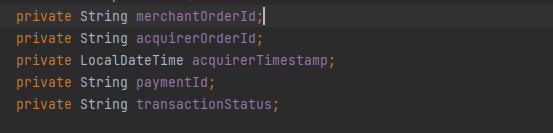 private String merchantOrderId;
private String acquirerOrderId;
private LocalDateTime acquirerTimestamp;
private String paymentId;
private String transactionStatus;